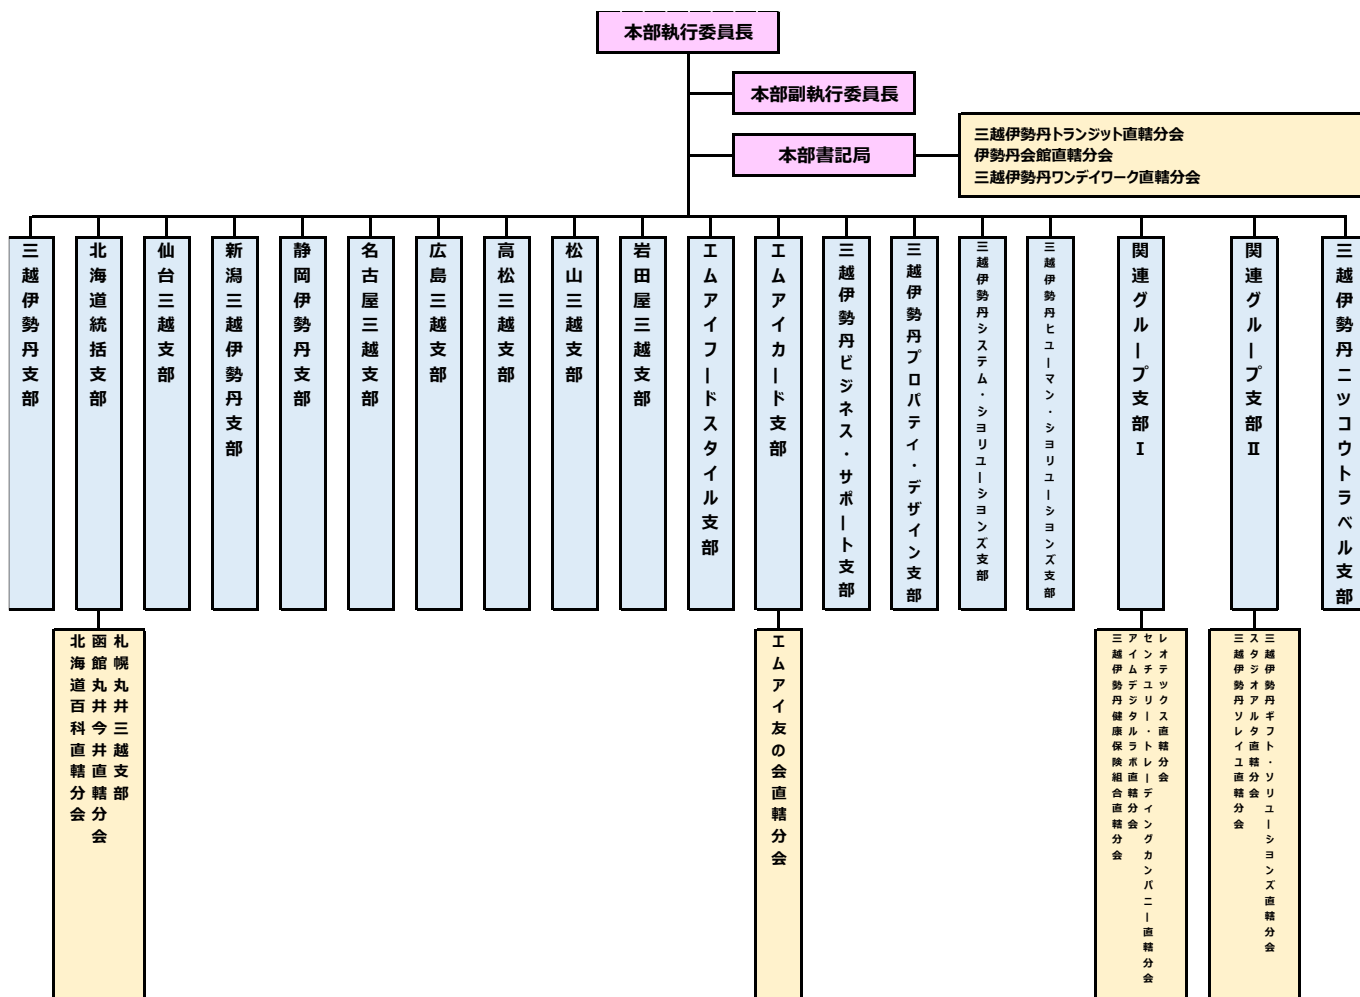 本部執行委員長
本部副執行委員長
本部書記局
三越伊勢丹トランジット直轄分会
伊勢丹会館直轄分会
三越伊勢丹ワンデイワーク直轄分会
三越伊勢丹支部
北海道統括支部
仙台三越支部
新潟三越伊勢丹支部
静岡伊勢丹支部
名古屋三越支部
広島三越支部
高松三越支部
松山三越支部
岩田屋三越支部
エムアイフードスタイル支部
エムアイカード支部
三越伊勢丹ビジネス・サポート支部
三越伊勢丹プロパテイ・デザイン支部
三越伊勢丹システム・シヨリユーシヨンズ支部
三越伊勢丹ヒユーマン・シヨリユーシヨンズ支部
関連グループ支部Ⅰ
関連グループ支部Ⅱ
三越伊勢丹ニツコウトラベル支部
札幌丸井三越支部
函館丸井今井直轄分会
北海道百科直轄分会
エムアイ友の会直轄分会
レオテツクス直轄分会
センチユリー・トレーデイングカンパニー直轄分会
アイムデジタルラボ直轄分会
三越伊勢丹健康保険組合直轄分会
三越伊勢丹ギフト・ソリユーシヨンズ直轄分会
スタジオアルタ直轄分会
三越伊勢丹ソレイユ直轄分会